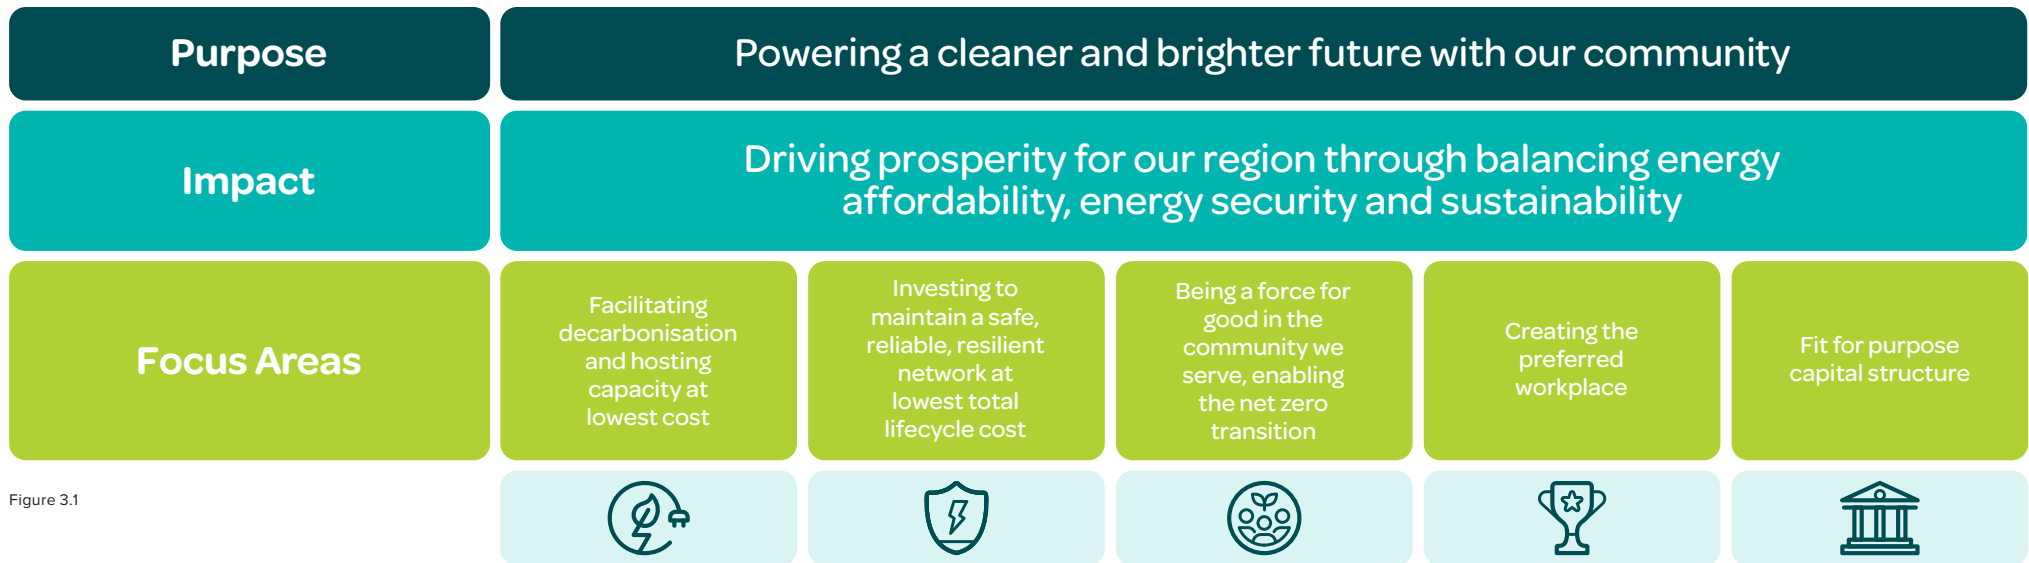 Purpose
Powering a cleaner and brighter future with our community
Impact
Driving prosperity for our region through balancing energy
affordability, energy security and sustainability
Focus Areas
Facilitating
decarbonisation
and hosting
capacity at
lowest cost
Investing to
maintain a safe,
reliable, resilient
network at
lowest total
lifecycle cost
Being a force for
good in the
community we
serve, enabling
the net zero
transition
Creating the
preferred
workplace
Fit for purpose
capital structure
Figure 3.1